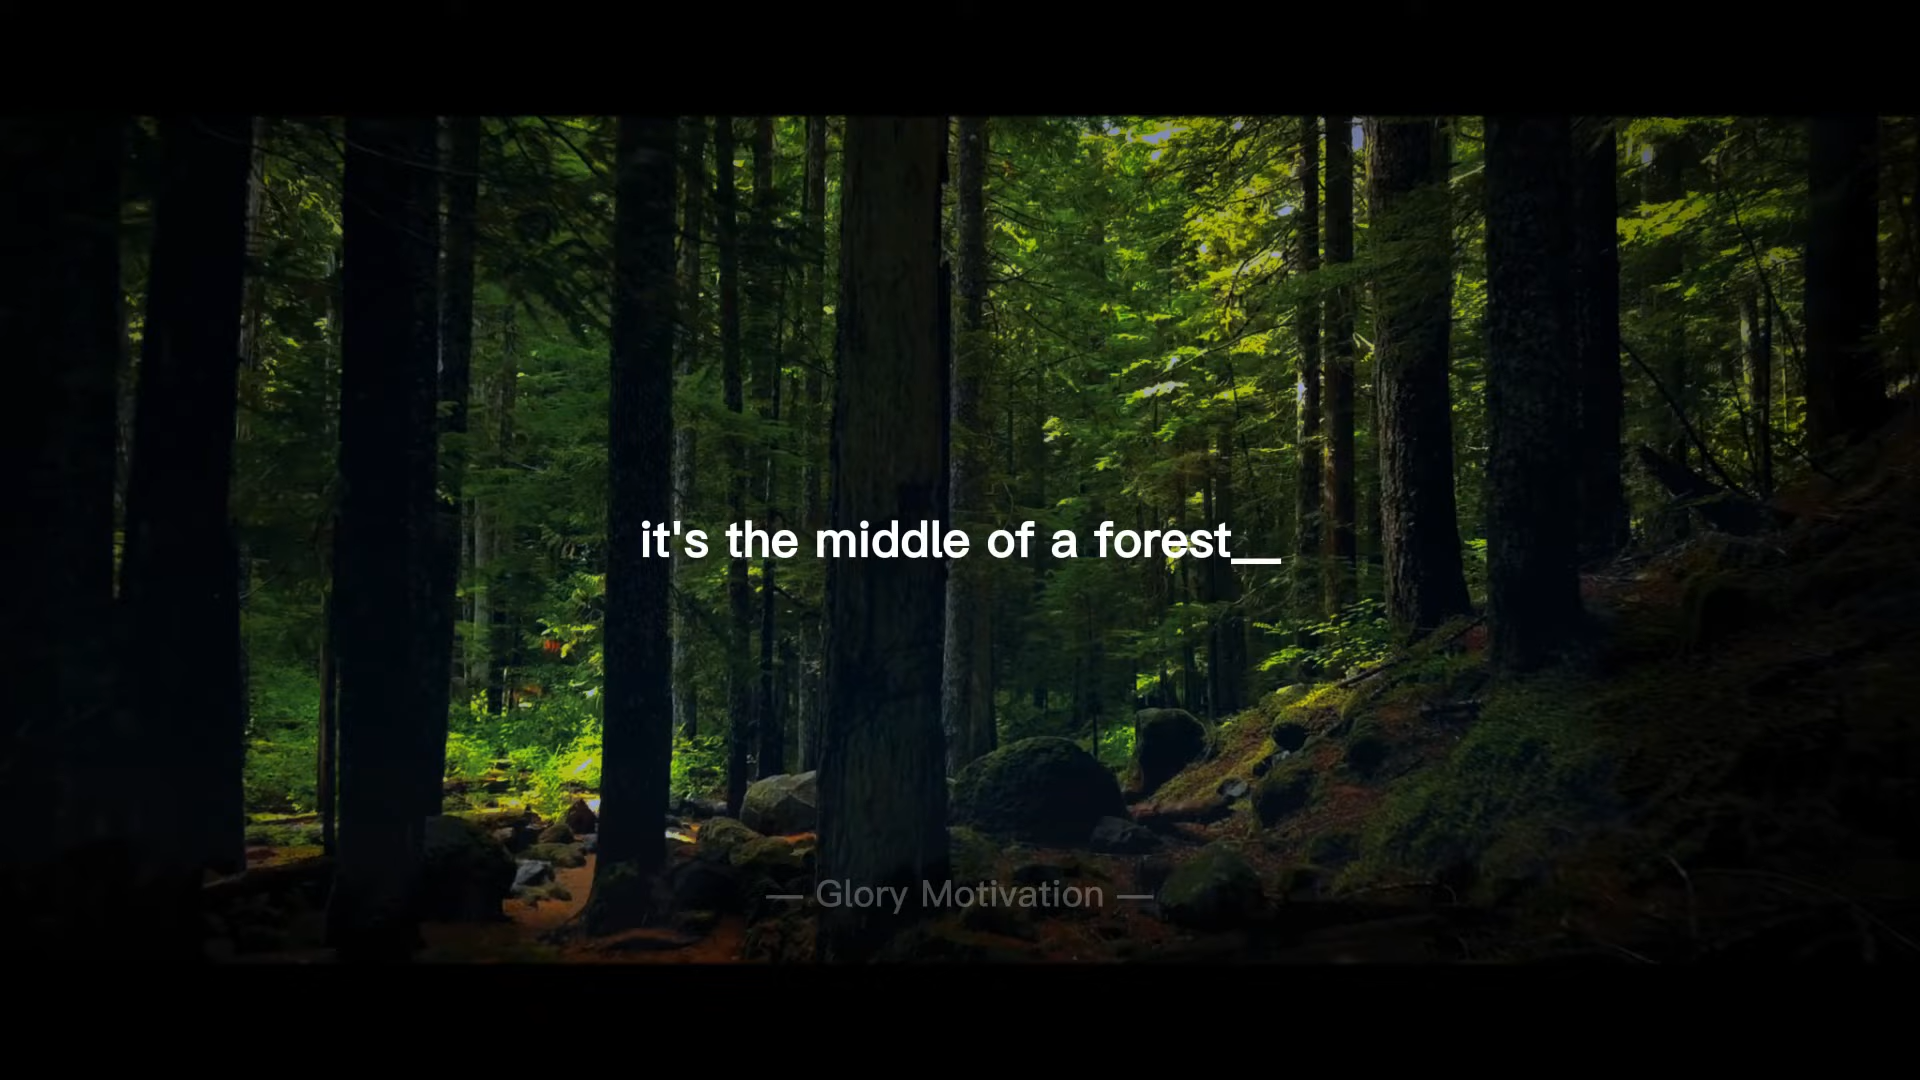 it's the middle of a forest__
— Glory Motivation —